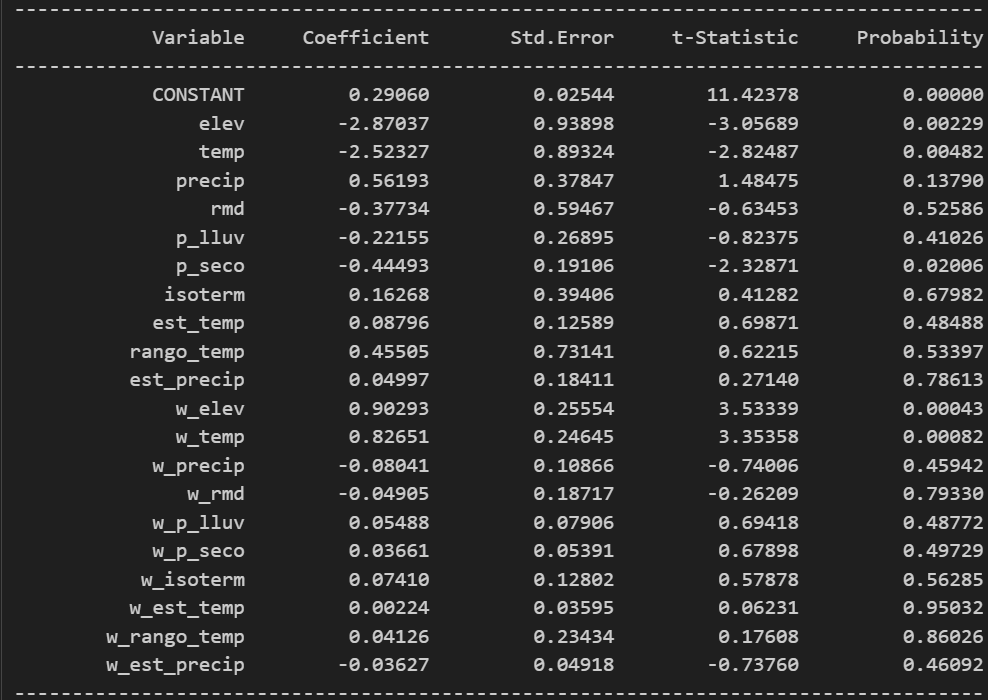 Variable Coefficient Std.Error t-Statistic Probability
CONSTANT 0.29060 0.02544 11.42378 0.00000
elev -2.87037 0.93898 -3.05689 0.00229
temp -2.52327 0.89324 -2.82487 0.00482
precip 0.56193 0.37847 1.48475 0.13790
rmd -0.37734 0.59467 -0.63453 0.52586
p_lluv -0.22155 0.26895 -0.82375 0.41026
p_seco -0.44493 0.19106 -2.32871 0.02006
isoterm 0.16268 0.39406 0.41282 0.67982
est_temp 0.08796 0.12589 0.69871 0.48488
rango_temp 0.45505 0.73141 0.62215 0.53397
est_precip 0.04997 0.18411 0.27140 0.78613
w_elev 0.90293 0.25554 3.53339 0.00043
w_temp 0.82651 0.24645 3.35358 0.00082
w_precip -0.08041 0.10866 -0.74006 0.45942
w_rmd -0.04905 0.18717 -0.26209 0.79330
w_p_lluv 0.05488 0.07906 0.69418 0.48772
w_p_seco 0.03661 0.05391 0.67898 0.49729
w_isoterm 0.07410 0.12802 0.57878 0.56285
w_est_temp 0.00224 0.03595 0.06231 0.95032
w_rango_temp 0.04126 0.23434 0.17608 0.86026
w_est_precip -0.03627 0.04918 -0.73760 0.46092